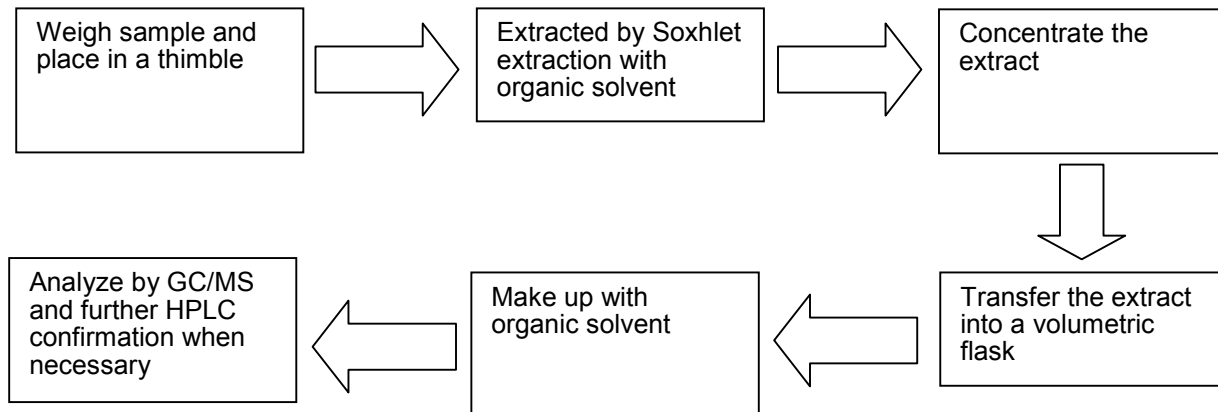 Weigh sample and
place in a thimble
Extracted by Soxhlet
extraction with
organic solvent
Concentrate the
extract
Transfer the extract
into a volumetric
flask
Make up with
organic solvent
Analyze by GC/MS
and further HPLC
confirmation when
necessary